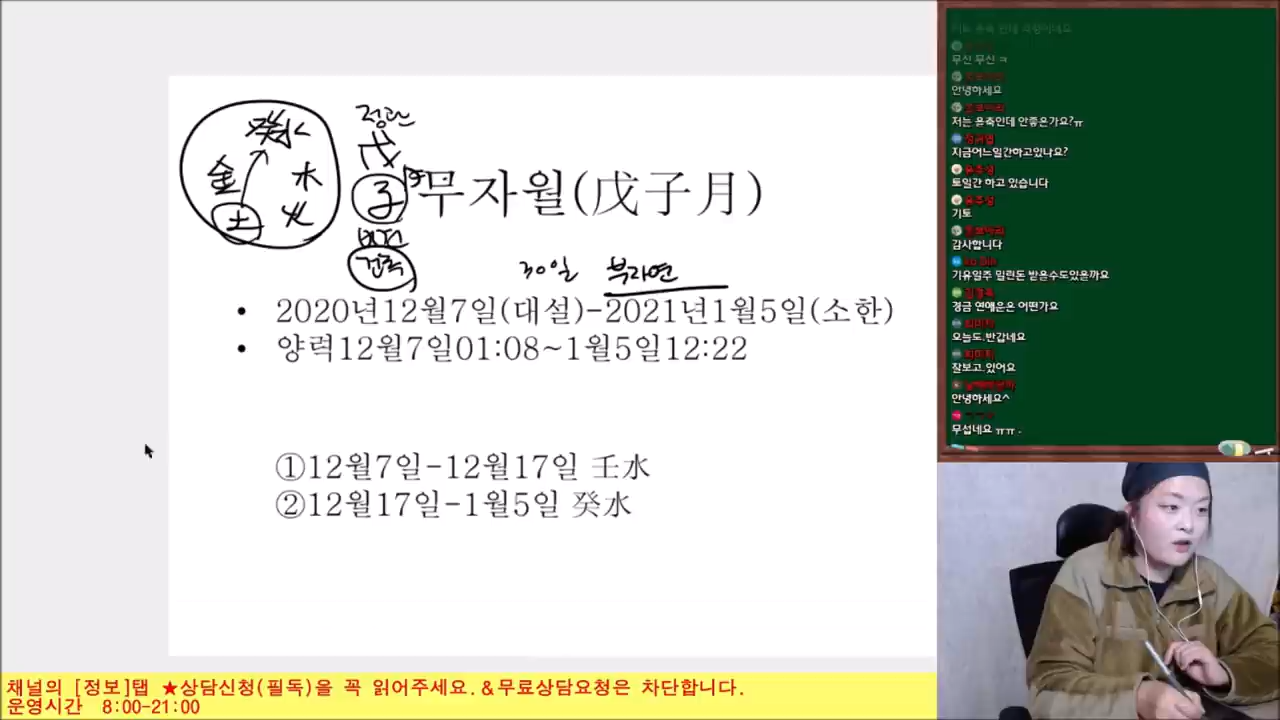 癸水
金
木
土
火
정관
戊
子
건록
무자월(戊子月)
30일
• 2020년12월7일(대설)-2021년1월5일(소한)
• 양력12월7일01:08~1월5일12:22
①12월7일-12월17일 壬水
②12월17일-1월5일 癸水
무신 무신 ㅋ
안녕하세요
저는 을축인데 안좋은가요?ㅠ
지금어느일간하고있나요?
토일간 하고 있습니다
기토
감사합니다
기유일주 밀린돈 받을수도있을까요
경금 연애운은 어떤가요
오늘도.반갑네요
잘보고.있어요
안녕하세요^
무섭네요 ㅠㅠ .
채널의 [정보]탭 ★상담신청(필독)을 꼭 읽어주세요.&무료상담요청은 차단합니다.
운영시간 8:00-21:00